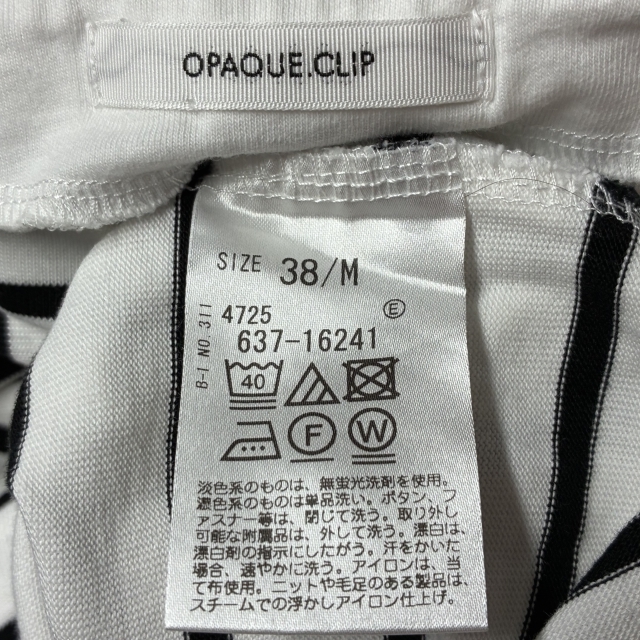 OPAQUE.CLIP
SIZE 38/M
4725 Ⓔ
637-16241
B-1 NO.311
40
F W
淡色系のものは、無蛍光洗剤を使用。
濃色系のものは単品洗い。ボタン、フ
ァスナー等は、閉じて洗う。取り外し
可能な附属品は、外して洗う。漂白は、
漂白剤の指示にしたがう。汗をかいた
場合、速やかに洗う。アイロンは、当
て布使用。ニットや毛足のある製品は、
スチームでの浮かしアイロン仕上げ。